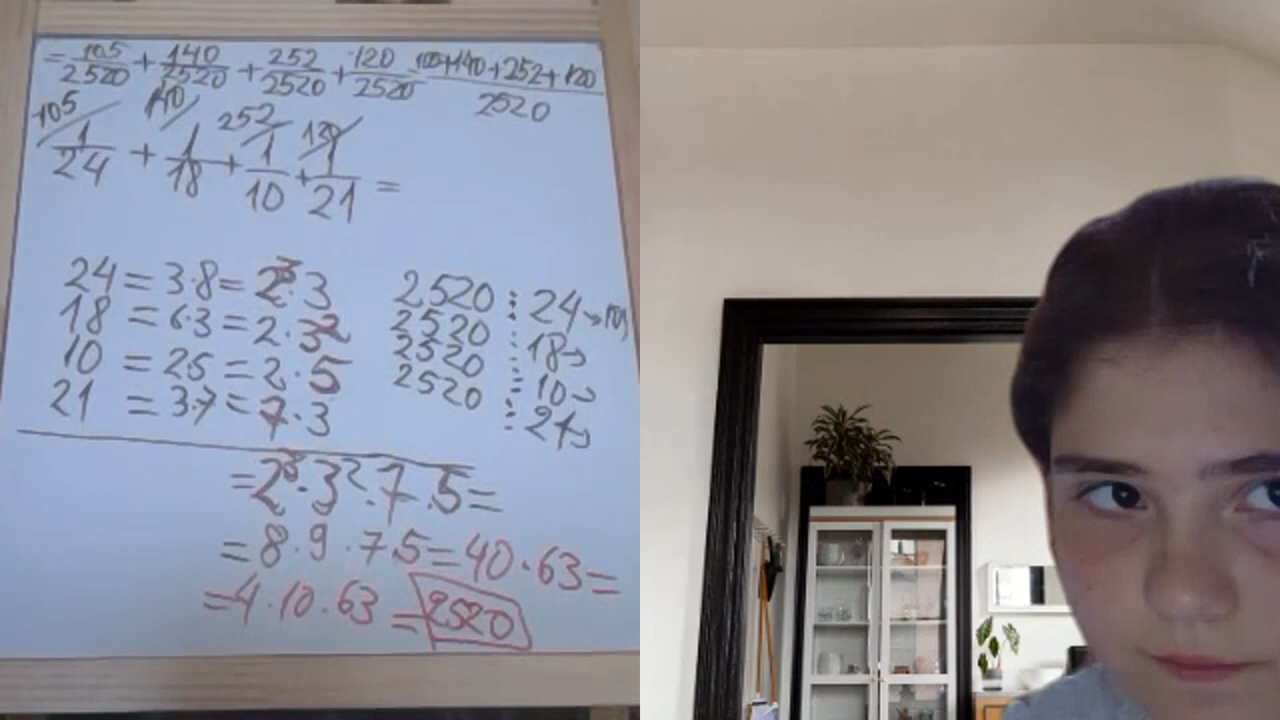 = 105/2520 + 140/2520 + 252/2520 + 120/2520 = 105+140+252+120/2520
105 140 252 120
1/24 + 1/18 + 1/10 + 1/21 =
24 = 3·8 = 2³·3
18 = 6·3 = 2·3²
10 = 2·5 = 2·5
21 = 3·7 = 7·3
2520 : 24 → 105
2520 : 18 →
2520 : 10 →
2520 : 21 →
= 2³·3²·7·5 =
= 8·9·7·5 = 40·63 =
= 4·10·63 = 2520